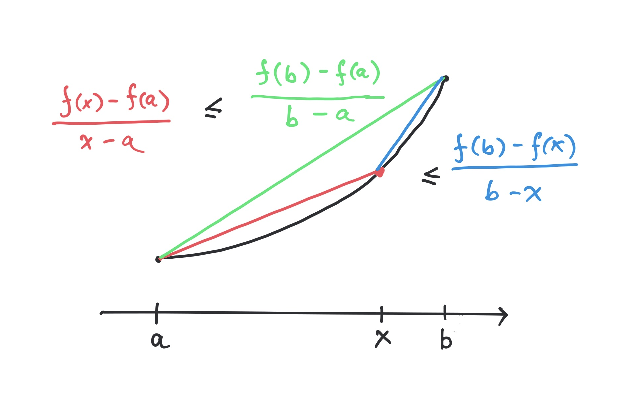 f(x) - f(a)
x - a
≤
f(b) - f(a)
b - a
≤
f(b) - f(x)
b - x
a
x
b